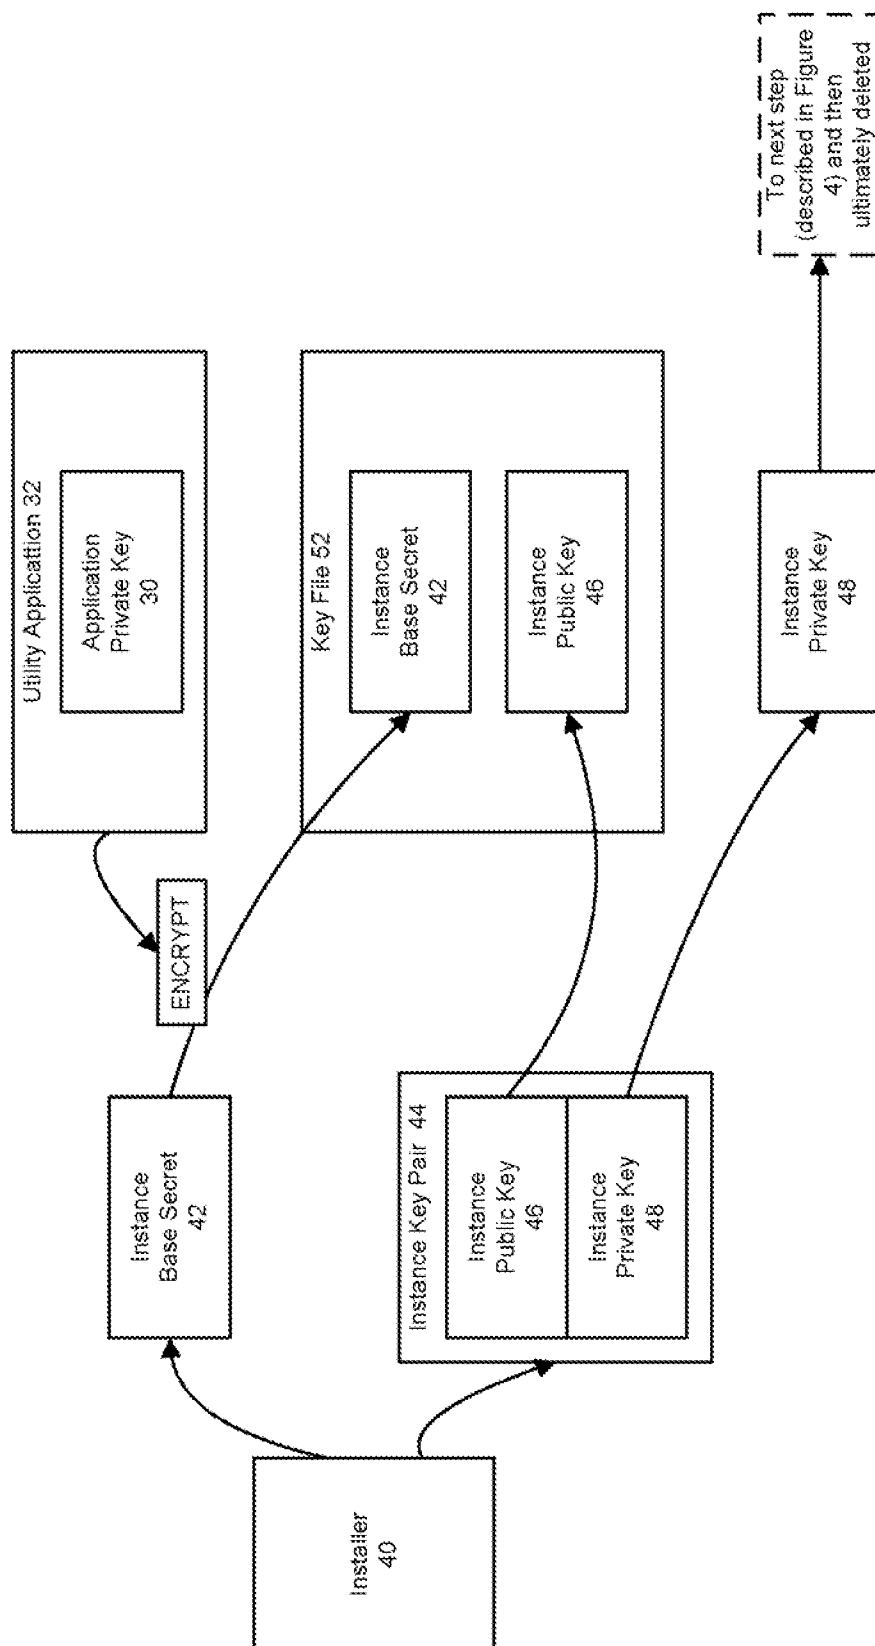 Installer
40
Instance
Base Secret
42
Instance Key Pair 44
Instance
Public Key
46
Instance
Private Key
48
ENCRYPT
Utility Application 32
Application
Private Key
30
Key File 52
Instance
Base Secret
42
Instance
Public Key
46
Instance
Private Key
48
To next step
(described in Figure
4) and then
ultimately deleted